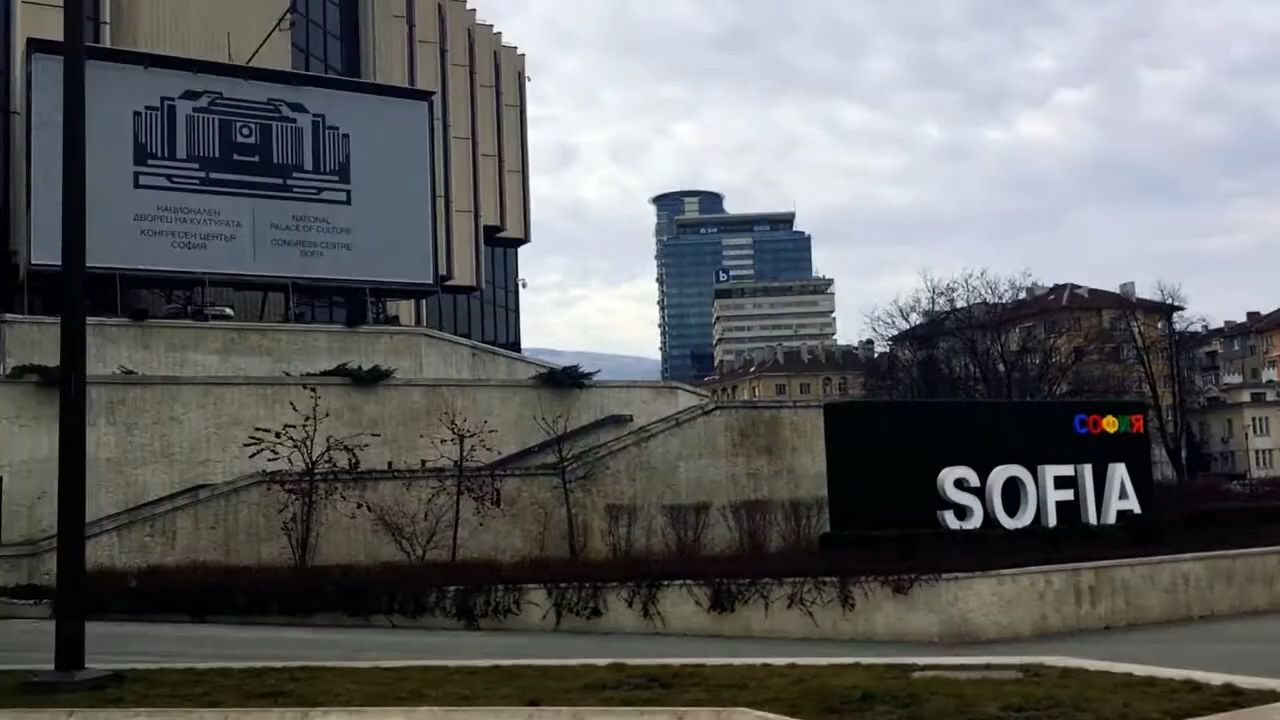 НАЦИОНАЛЕН
ДВОРЕЦ НА КУЛТУРАТА
КОНГРЕСЕН ЦЕНТЪР
СОФИЯ
NATIONAL
PALACE OF CULTURE
CONGRESS CENTRE
SOFIA
b
СОФИЯ
SOFIA